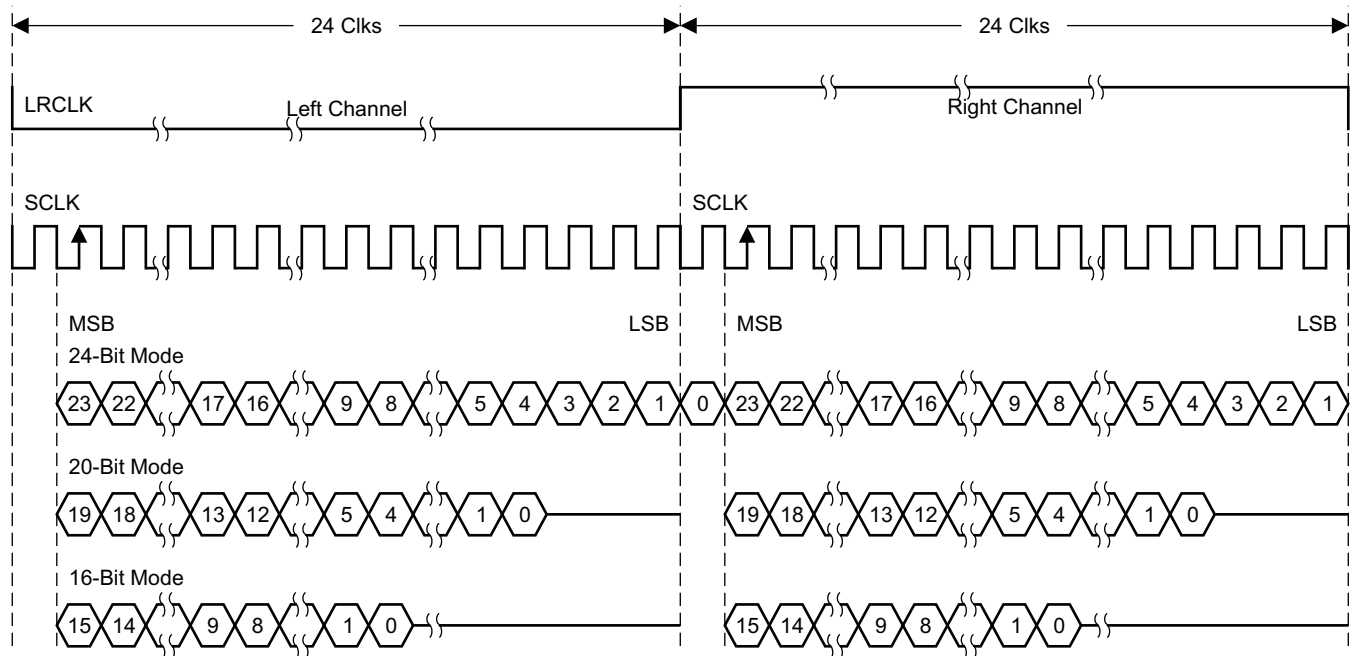 24 Clks 24 Clks
LRCLK Left Channel Right Channel
SCLK SCLK
MSB LSB MSB LSB
24-Bit Mode
23 22 17 16 9 8 5 4 3 2 1 0 23 22 17 16 9 8 5 4 3 2 1
20-Bit Mode
19 18 13 12 5 4 1 0 19 18 13 12 5 4 1 0
16-Bit Mode
15 14 9 8 1 0 15 14 9 8 1 0